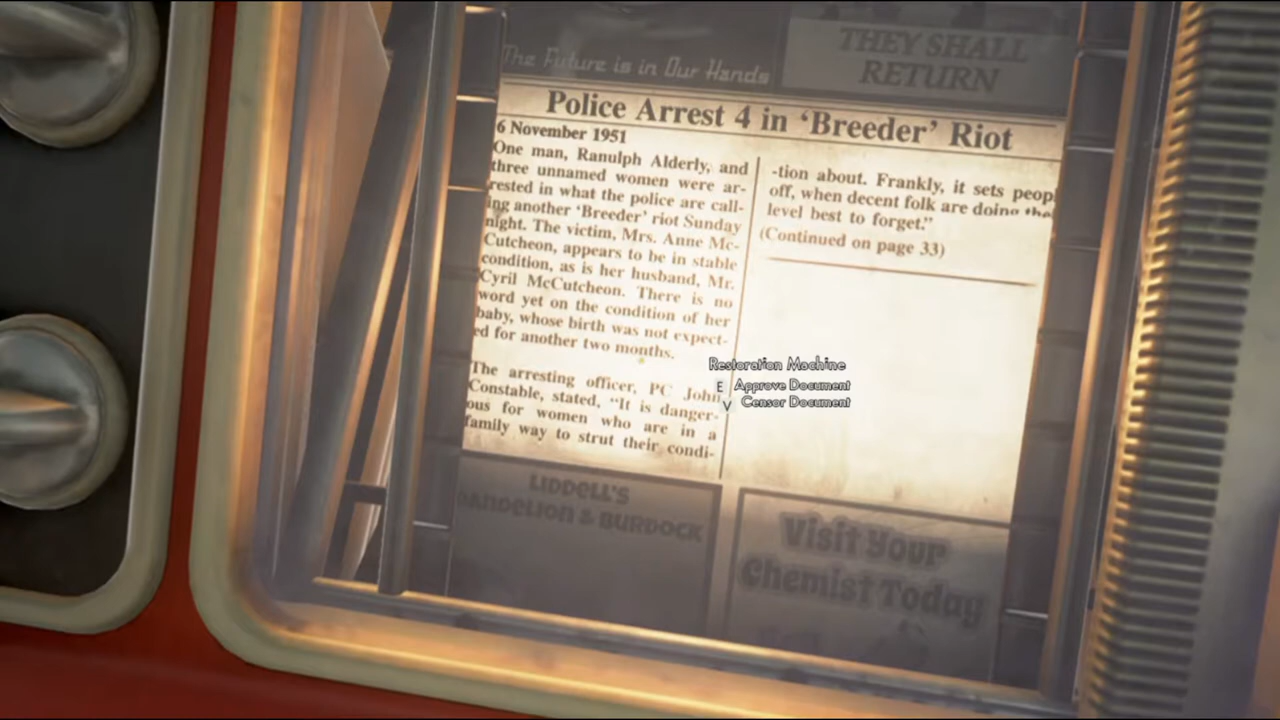 The Future is in Our Hands
THEY SHALL
RETURN
Police Arrest 4 in ‘Breeder’ Riot
6 November 1951
One man, Ranulph Alderly, and
three unnamed women were ar-
rested in what the police are call-
ing another ‘Breeder’ riot Sunday
night. The victim, Mrs. Anne Mc-
Cutcheon, appears to be in stable
condition, as is her husband, Mr.
Cyril McCutcheon. There is no
word yet on the condition of her
baby, whose birth was not expect-
ed for another two months.
The arresting officer, PC John
Constable, stated, “It is danger-
ous for women who are in a
family way to strut their condi-
-tion about. Frankly, it sets peopl
off, when decent folk are doing the
level best to forget.”
(Continued on page 33)
Restoration Machine
E Approve Document
V Censor Document
LIDDELL'S
DANDELION & BURDOCK
Visit Your
Chemist Today